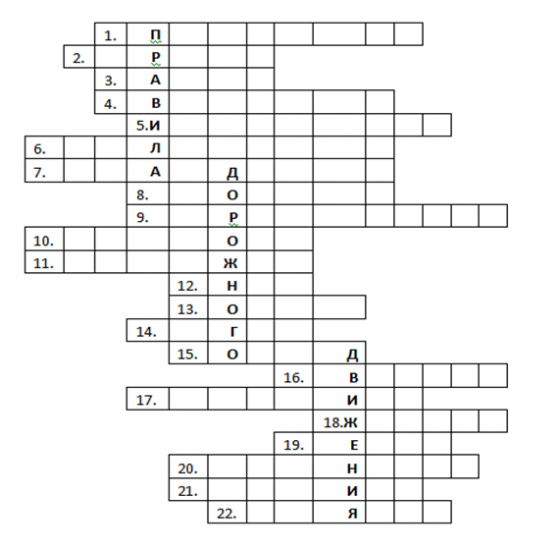 1. П
2. Р
3. А
4. В
5.И
6. Л
7. А Д
8. О
9. Р
10. О
11. Ж
12. Н
13. О
14. Г
15. О Д
16. В
17. И
18.Ж
19. Е
20. Н
21. И
22. Я